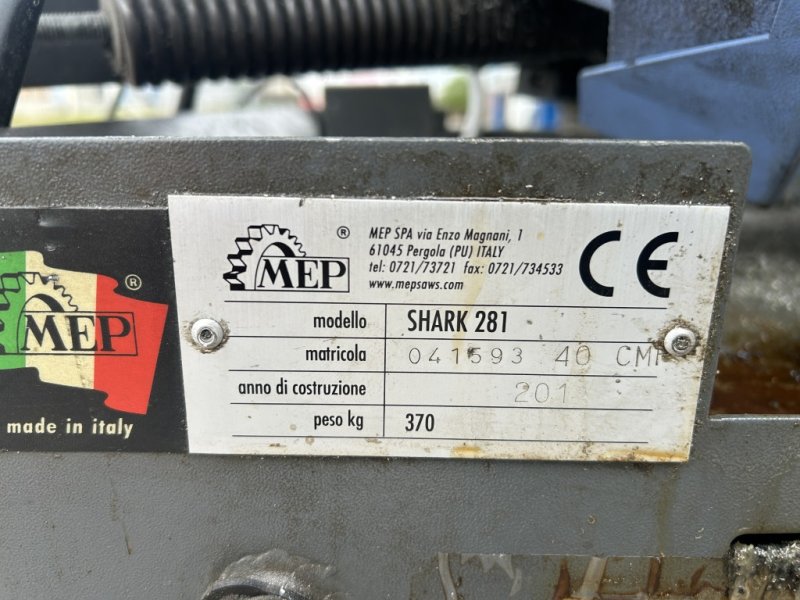 MEP
®
made in italy
MEP
®
MEP SPA via Enzo Magnani, 1
61045 Pergola (PU) ITALY
tel: 0721/73721 fax: 0721/734533
www.mepsaws.com
CE
modello SHARK 281
matricola 041593 40
anno di costruzione 201
peso kg 370